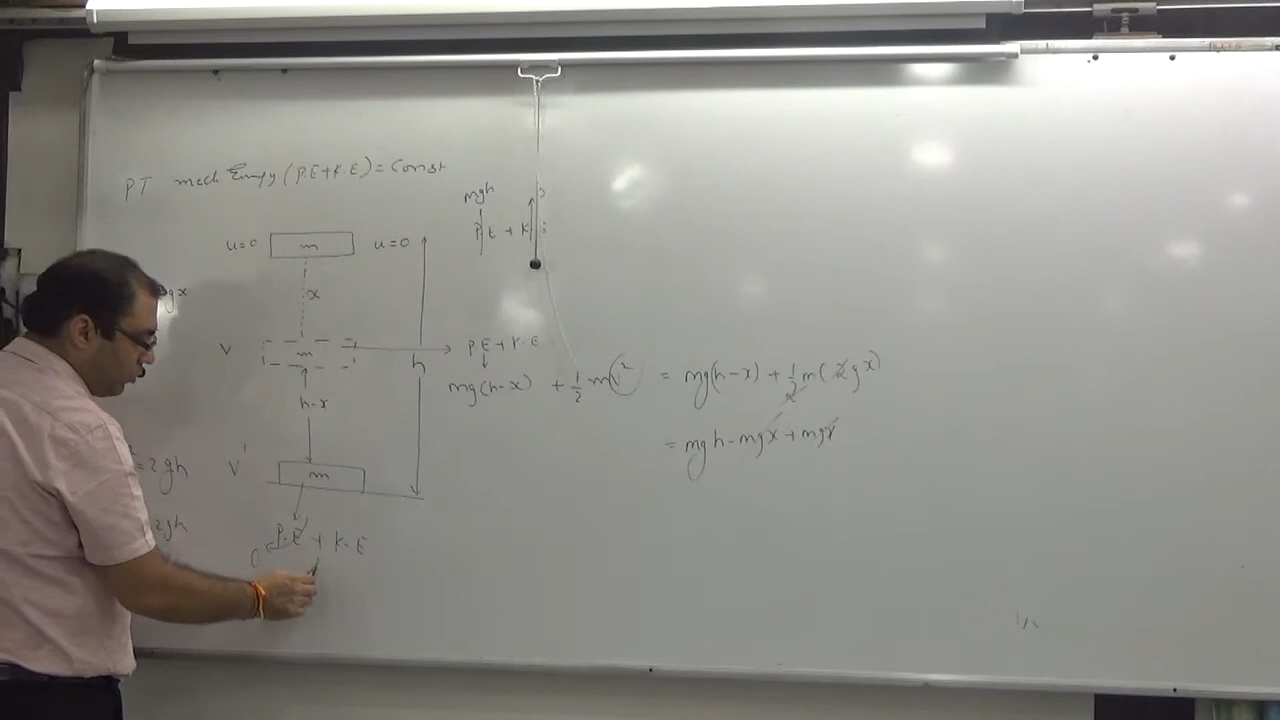 PT mech Energy (P.E+K.E) = Const
mgh
P.E + K
u=0 m u=0
gx
x
v m P.E + K.E
h
mg(h-x) + 1/2 mv² = mg(h-x) + 1/2 m(2gx)
h-x
= mgh - mgx + mgx
=2gh v' m
2gh
0 P.E + K.E